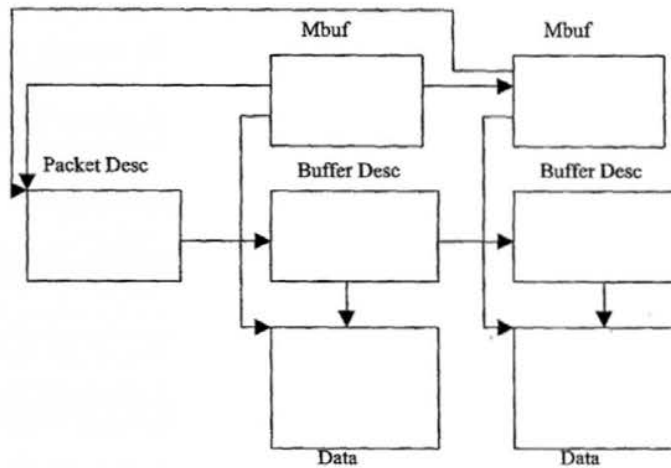 Mbuf
Mbuf
Packet Desc
Buffer Desc
Buffer Desc
Data
Data